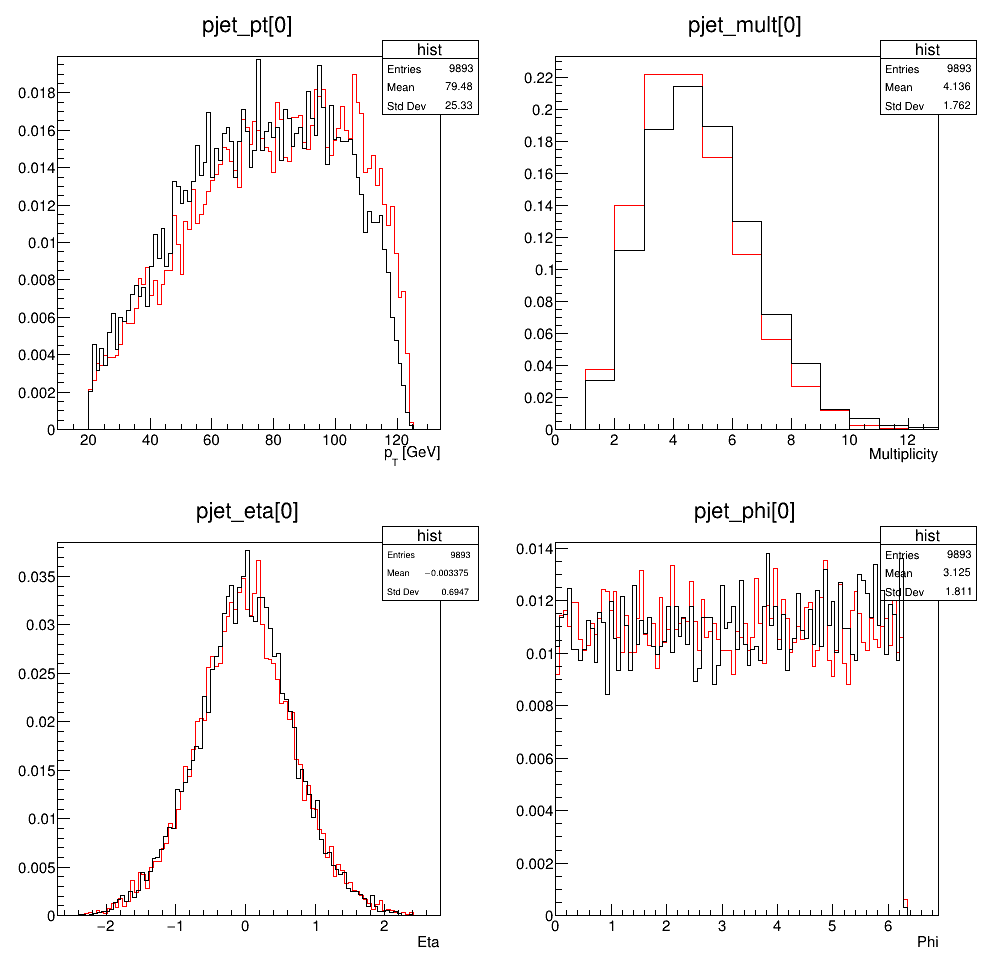 pjet_pt[0]
hist
Entries 9893
Mean 79.48
Std Dev 25.33
0.018
0.016
0.014
0.012
0.01
0.008
0.006
0.004
0.002
0
20 40 60 80 100 120
p_T [GeV]
pjet_mult[0]
hist
Entries 9893
Mean 4.136
Std Dev 1.762
0.22
0.2
0.18
0.16
0.14
0.12
0.1
0.08
0.06
0.04
0.02
0
0 2 4 6 8 10 12
Multiplicity
pjet_eta[0]
hist
Entries 9893
Mean −0.003375
Std Dev 0.6947
0.035
0.03
0.025
0.02
0.015
0.01
0.005
0
−2 −1 0 1 2
Eta
pjet_phi[0]
hist
Entries 9893
Mean 3.125
Std Dev 1.811
0.014
0.012
0.01
0.008
0.006
0.004
0.002
0
0 1 2 3 4 5 6
Phi